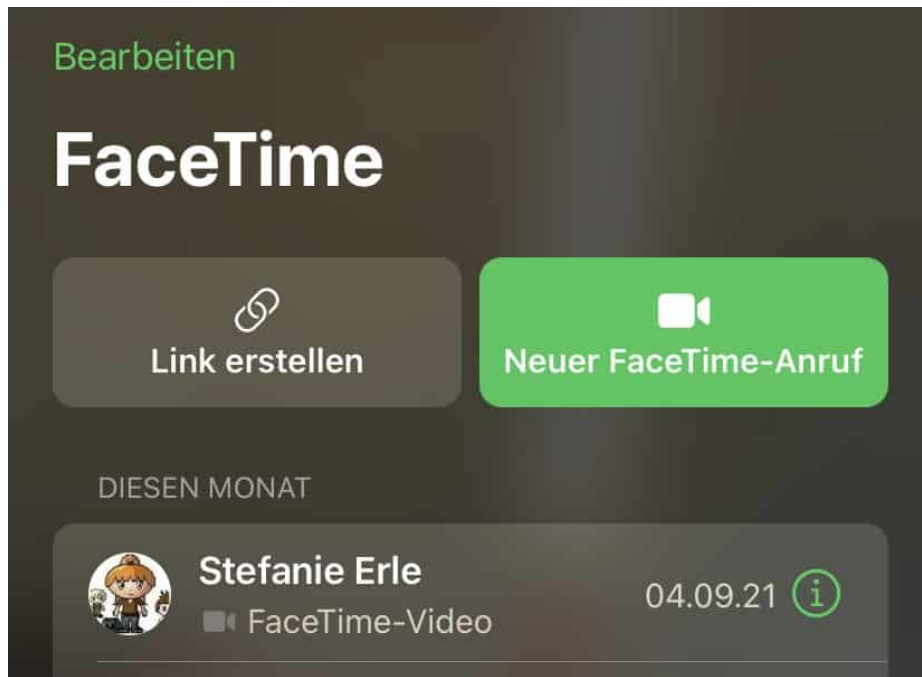 Bearbeiten
FaceTime
Link erstellen
Neuer FaceTime-Anruf
DIESEN MONAT
Stefanie Erle
FaceTime-Video
04.09.21